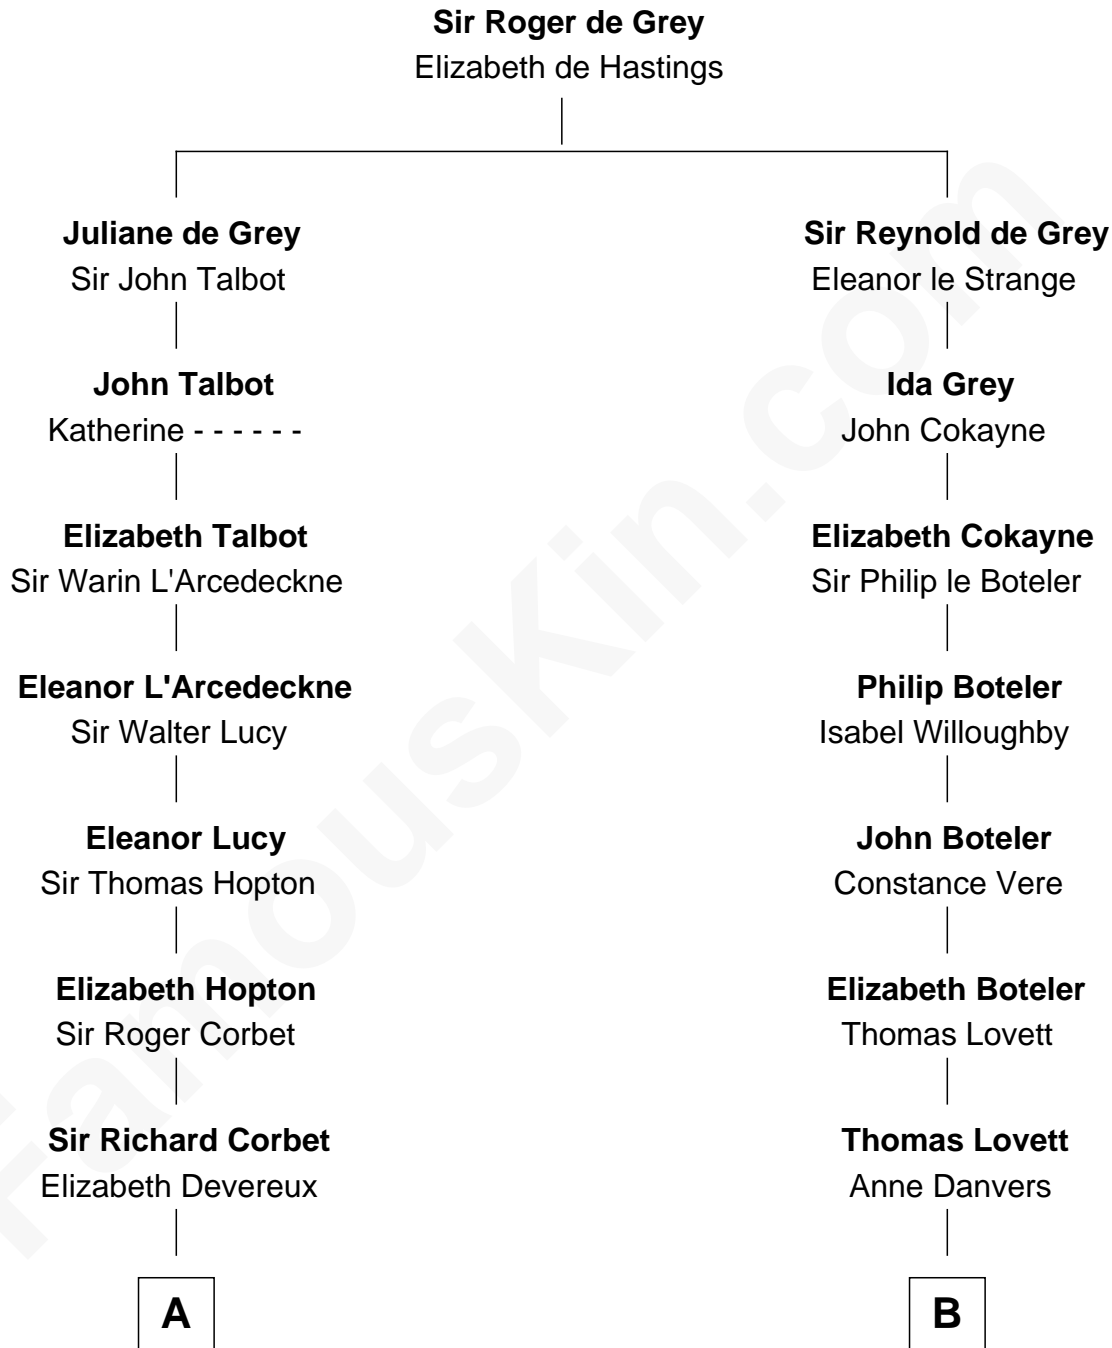 Sir Roger de Grey
Elizabeth de Hastings
Juliane de Grey
Sir John Talbot
Sir Reynold de Grey
Eleanor le Strange
John Talbot
Katherine - - - - - -
Ida Grey
John Cokayne
Elizabeth Talbot
Sir Warin L'Arcedeckne
Elizabeth Cokayne
Sir Philip le Boteler
Eleanor L'Arcedeckne
Sir Walter Lucy
Philip Boteler
Isabel Willoughby
Eleanor Lucy
Sir Thomas Hopton
John Boteler
Constance Vere
Elizabeth Hopton
Sir Roger Corbet
Elizabeth Boteler
Thomas Lovett
Sir Richard Corbet
Elizabeth Devereux
Thomas Lovett
Anne Danvers
A
B
FamousKin.com